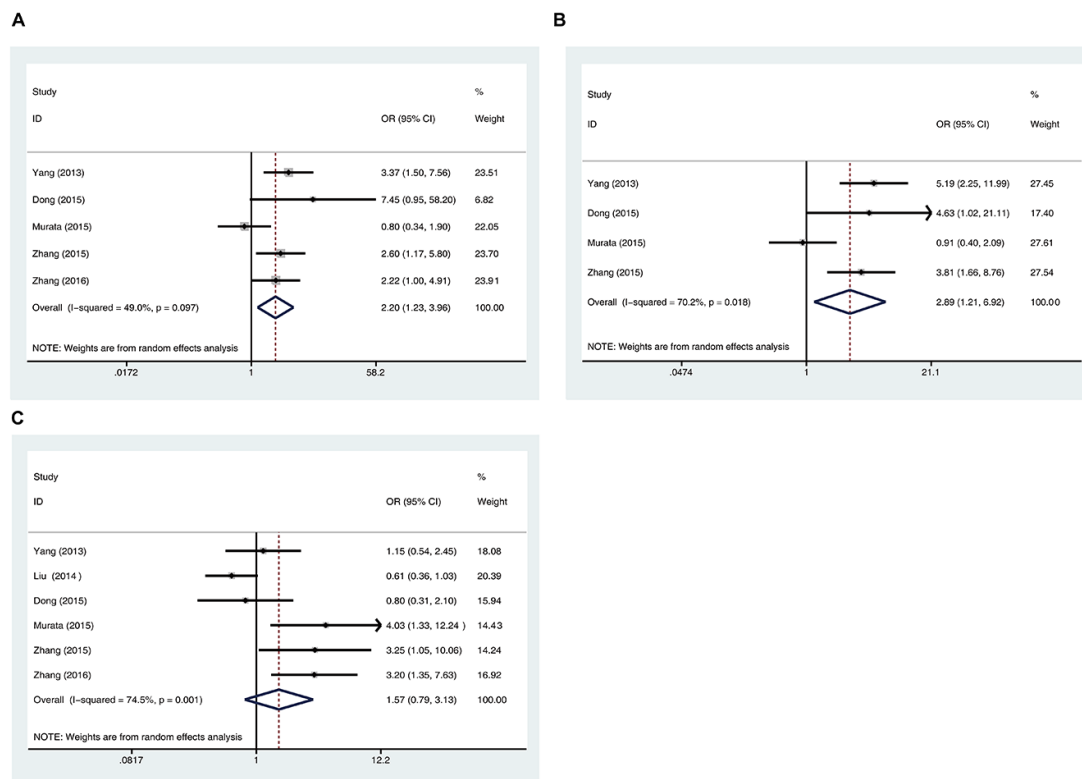 A
Study %
ID OR (95% CI) Weight
Yang (2013) 3.37 (1.50, 7.56) 23.51
Dong (2015) 7.45 (0.95, 58.20) 6.82
Murata (2015) 0.80 (0.34, 1.90) 22.05
Zhang (2015) 2.60 (1.17, 5.80) 23.70
Zhang (2016) 2.22 (1.00, 4.91) 23.91
Overall (I-squared = 49.0%, p = 0.097) 2.20 (1.23, 3.96) 100.00
NOTE: Weights are from random effects analysis
.0172 1 58.2
B
Study %
ID OR (95% CI) Weight
Yang (2013) 5.19 (2.25, 11.99) 27.45
Dong (2015) 4.63 (1.02, 21.11) 17.40
Murata (2015) 0.91 (0.40, 2.09) 27.61
Zhang (2015) 3.81 (1.66, 8.76) 27.54
Overall (I-squared = 70.2%, p = 0.018) 2.89 (1.21, 6.92) 100.00
NOTE: Weights are from random effects analysis
.0474 1 21.1
C
Study %
ID OR (95% CI) Weight
Yang (2013) 1.15 (0.54, 2.45) 18.08
Liu (2014 ) 0.61 (0.36, 1.03) 20.39
Dong (2015) 0.80 (0.31, 2.10) 15.94
Murata (2015) 4.03 (1.33, 12.24 ) 14.43
Zhang (2015) 3.25 (1.05, 10.06) 14.24
Zhang (2016) 3.20 (1.35, 7.63) 16.92
Overall (I-squared = 74.5%, p = 0.001) 1.57 (0.79, 3.13) 100.00
NOTE: Weights are from random effects analysis
.0817 1 12.2